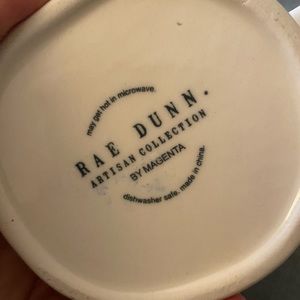 may get hot in microwave.
RAE DUNN.
ARTISAN COLLECTION
BY MAGENTA
dishwasher safe. made in china.